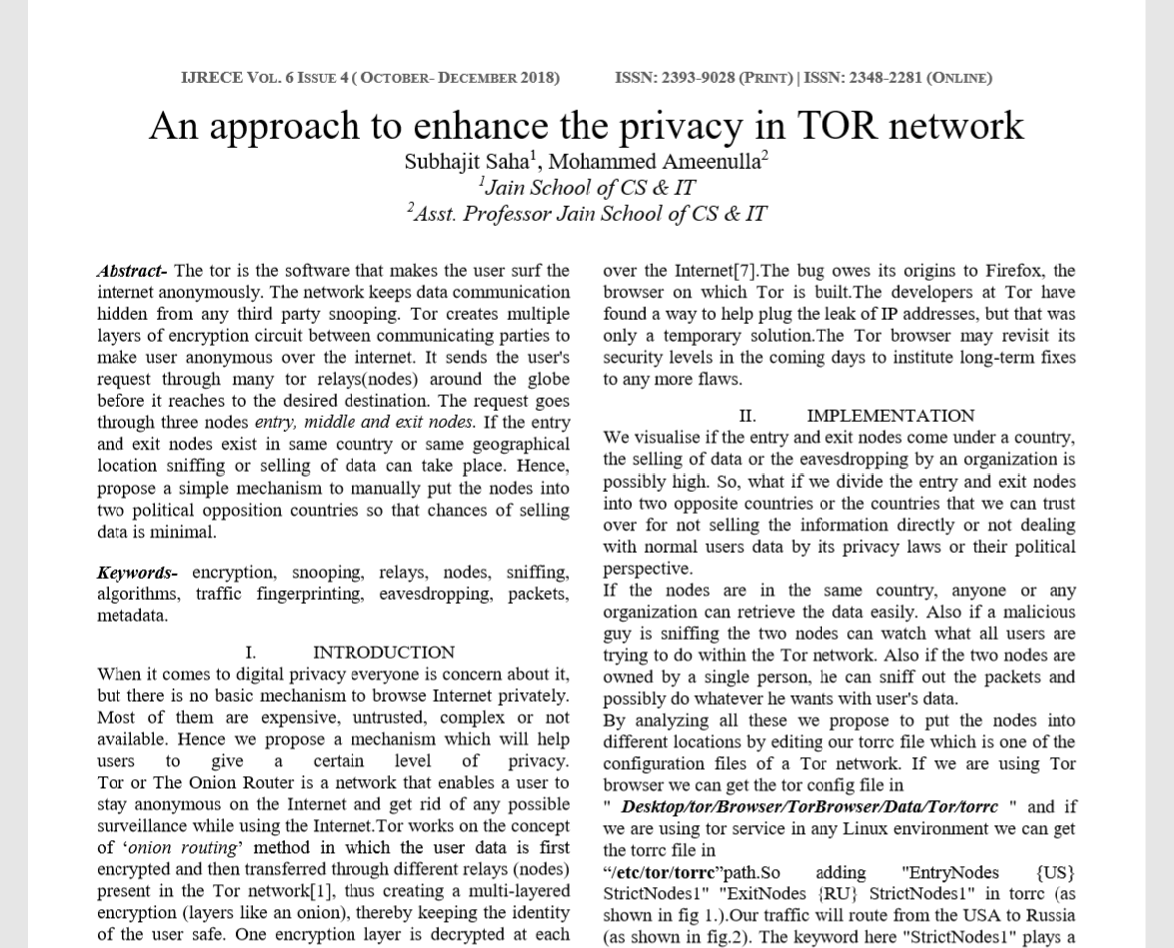 IJRECE VOL. 6 ISSUE 4 ( OCTOBER- DECEMBER 2018) ISSN: 2393-9028 (PRINT) | ISSN: 2348-2281 (ONLINE)
An approach to enhance the privacy in TOR network
Subhajit Saha1, Mohammed Ameenulla2
1Jain School of CS & IT
2Asst. Professor Jain School of CS & IT
Abstract- The tor is the software that makes the user surf the
internet anonymously. The network keeps data communication
hidden from any third party snooping. Tor creates multiple
layers of encryption circuit between communicating parties to
make user anonymous over the internet. It sends the user's
request through many tor relays(nodes) around the globe
before it reaches to the desired destination. The request goes
through three nodes entry, middle and exit nodes. If the entry
and exit nodes exist in same country or same geographical
location sniffing or selling of data can take place. Hence,
propose a simple mechanism to manually put the nodes into
two political opposition countries so that chances of selling
data is minimal.
Keywords- encryption, snooping, relays, nodes, sniffing,
algorithms, traffic fingerprinting, eavesdropping, packets,
metadata.
I. INTRODUCTION
When it comes to digital privacy everyone is concern about it,
but there is no basic mechanism to browse Internet privately.
Most of them are expensive, untrusted, complex or not
available. Hence we propose a mechanism which will help
users to give a certain level of privacy.
Tor or The Onion Router is a network that enables a user to
stay anonymous on the Internet and get rid of any possible
surveillance while using the Internet.Tor works on the concept
of ‘onion routing’ method in which the user data is first
encrypted and then transferred through different relays (nodes)
present in the Tor network[1], thus creating a multi-layered
encryption (layers like an onion), thereby keeping the identity
of the user safe. One encryption layer is decrypted at each
over the Internet[7].The bug owes its origins to Firefox, the
browser on which Tor is built.The developers at Tor have
found a way to help plug the leak of IP addresses, but that was
only a temporary solution.The Tor browser may revisit its
security levels in the coming days to institute long-term fixes
to any more flaws.
II. IMPLEMENTATION
We visualise if the entry and exit nodes come under a country,
the selling of data or the eavesdropping by an organization is
possibly high. So, what if we divide the entry and exit nodes
into two opposite countries or the countries that we can trust
over for not selling the information directly or not dealing
with normal users data by its privacy laws or their political
perspective.
If the nodes are in the same country, anyone or any
organization can retrieve the data easily. Also if a malicious
guy is sniffing the two nodes can watch what all users are
trying to do within the Tor network. Also if the two nodes are
owned by a single person, he can sniff out the packets and
possibly do whatever he wants with user's data.
By analyzing all these we propose to put the nodes into
different locations by editing our torrc file which is one of the
configuration files of a Tor network. If we are using Tor
browser we can get the tor config file in
" Desktop/tor/Browser/TorBrowser/Data/Tor/torrc " and if
we are using tor service in any Linux environment we can get
the torrc file in
“/etc/tor/torrc”path.So adding "EntryNodes {US}
StrictNodes1" "ExitNodes {RU} StrictNodes1" in torrc (as
shown in fig 1.).Our traffic will route from the USA to Russia
(as shown in fig.2). The keyword here "StrictNodes1" plays a